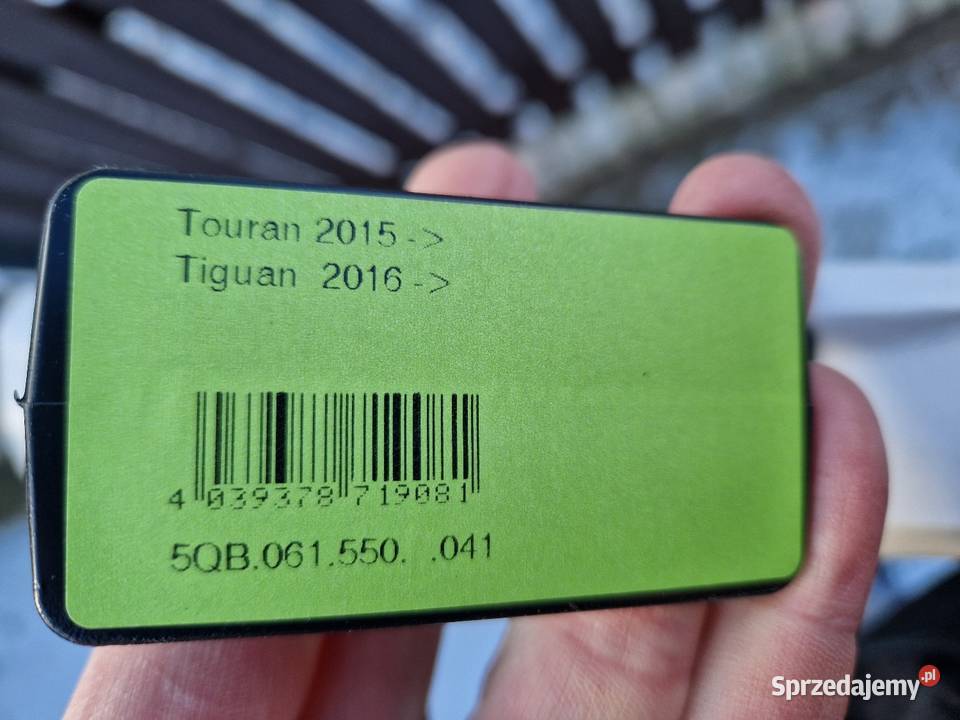 Touran 2015 ->
Tiguan 2016 ->
4 039378 719081
5QB.061.550. .041
Sprzedajemy.pl